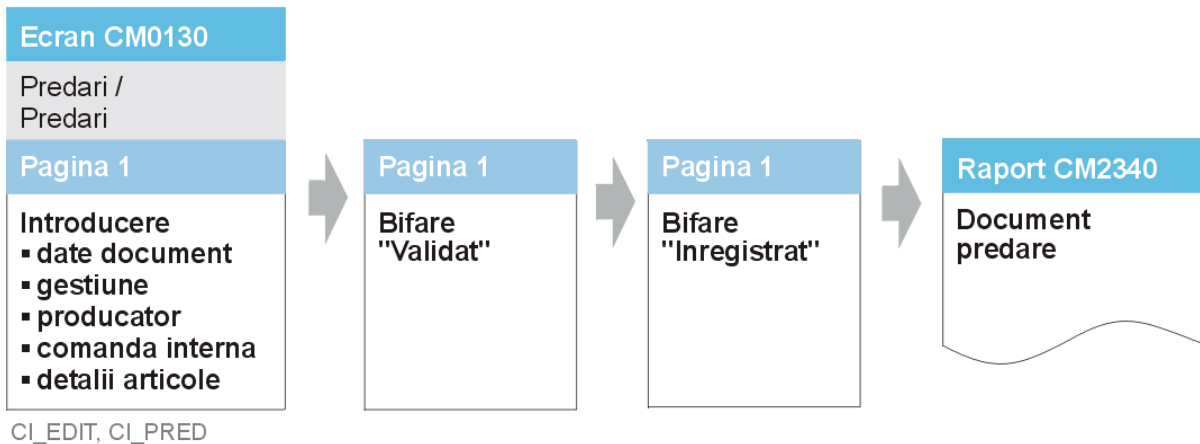 Ecran CM0130
Predari /
Predari
Pagina 1
Introducere
▪ date document
▪ gestiune
▪ producator
▪ comanda interna
▪ detalii articole
CI_EDIT, CI_PRED
Pagina 1
Bifare
"Validat"
Pagina 1
Bifare
"Inregistrat"
Raport CM2340
Document
predare